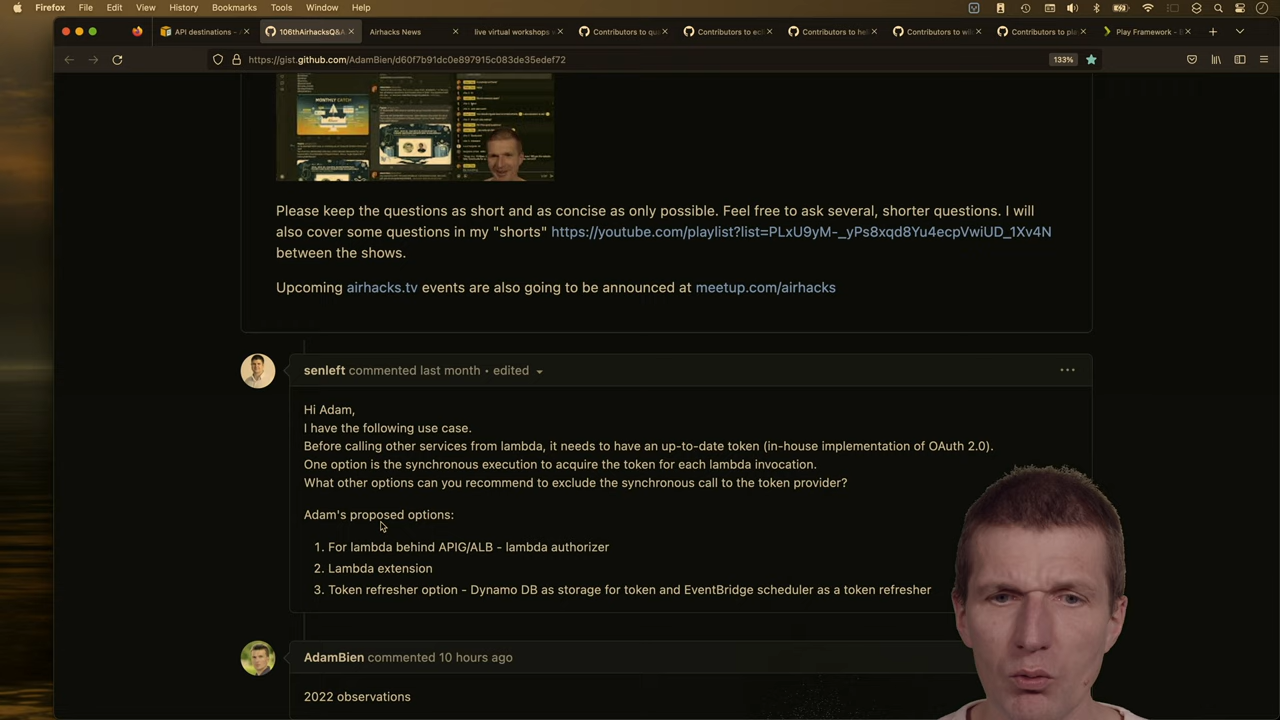 Firefox File Edit View History Bookmarks Tools Window Help
API destinations - 106thAirhacksQ&A Airhacks News live virtual workshops Contributors to qu Contributors to ecl Contributors to hel Contributors to wil Contributors to pla Play Framework - B
https://gist.github.com/AdamBien/d60f7b91dc0e897915c083de35edef72 133%
MONTHLY CATCH
Please keep the questions as short and as concise as only possible. Feel free to ask several, shorter questions. I will
also cover some questions in my "shorts" https://youtube.com/playlist?list=PLxU9yM-_yPs8xqd8Yu4ecpVwiUD_1Xv4N
between the shows.
Upcoming airhacks.tv events are also going to be announced at meetup.com/airhacks
senleft commented last month • edited
Hi Adam,
I have the following use case.
Before calling other services from lambda, it needs to have an up-to-date token (in-house implementation of OAuth 2.0).
One option is the synchronous execution to acquire the token for each lambda invocation.
What other options can you recommend to exclude the synchronous call to the token provider?
Adam's proposed options:
1. For lambda behind APIG/ALB - lambda authorizer
2. Lambda extension
3. Token refresher option - Dynamo DB as storage for token and EventBridge scheduler as a token refresher
AdamBien commented 10 hours ago
2022 observations